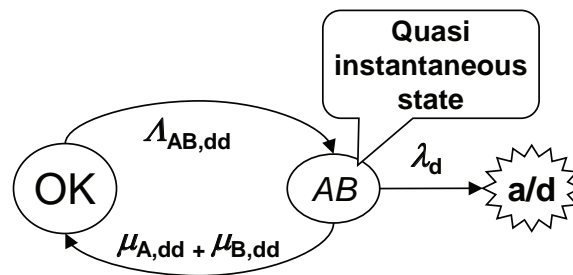 Quasi
instantaneous
state
Λ_AB,dd
λ_d
OK
AB
a/d
μ_A,dd + μ_B,dd